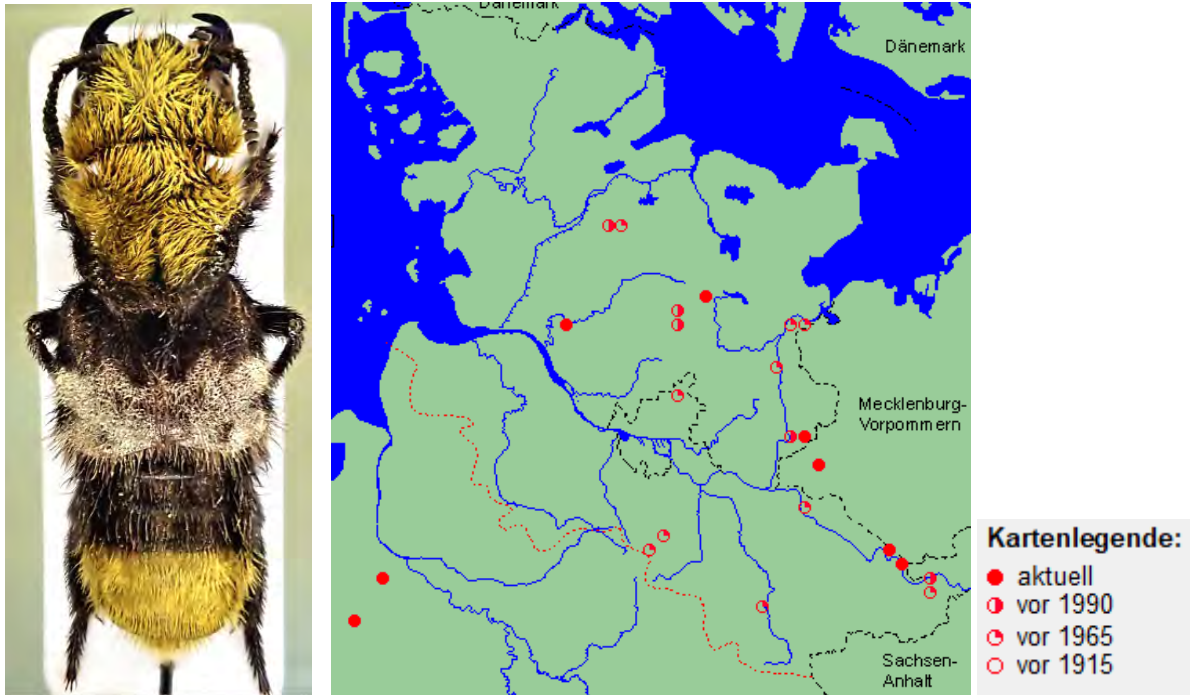 Dänemark
Dänemark
Mecklenburg-
Vorpommern
Sachsen-
Anhalt
Kartenlegende:
aktuell
vor 1990
vor 1965
vor 1915